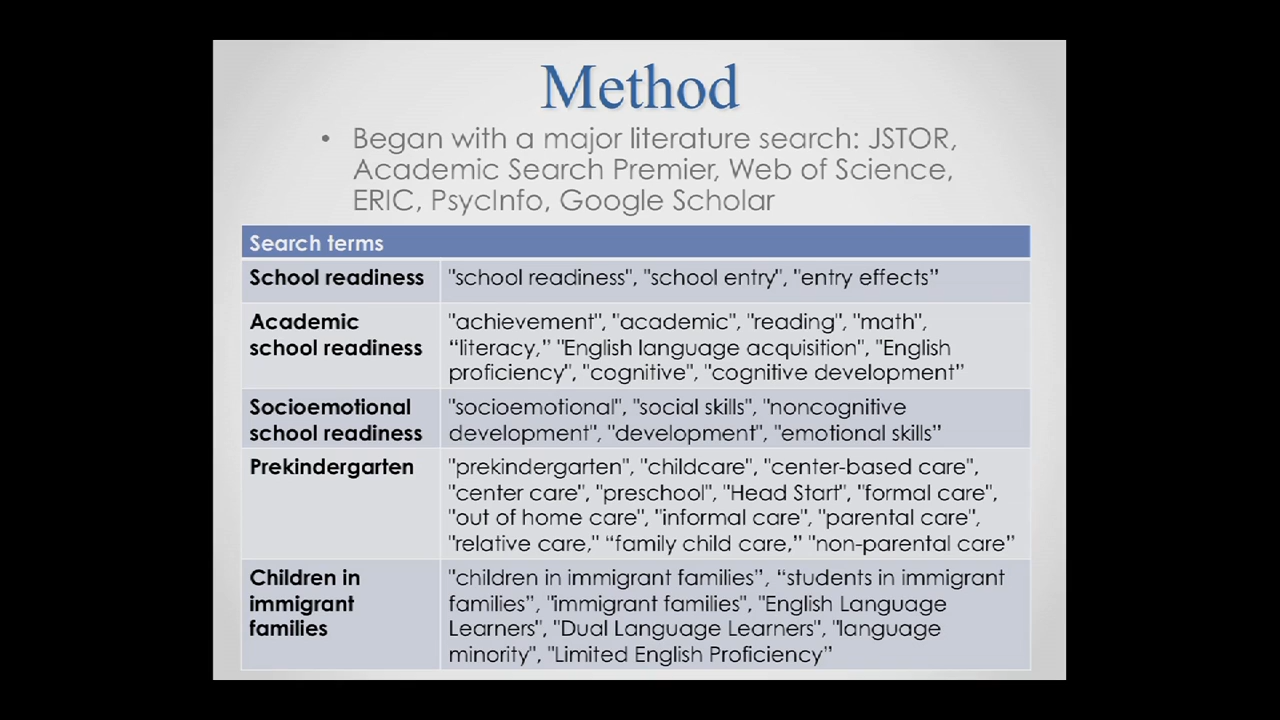 Method
• Began with a major literature search: JSTOR,
Academic Search Premier, Web of Science,
ERIC, PsycInfo, Google Scholar
Search terms
School readiness
"school readiness", "school entry", "entry effects”
Academic
school readiness
"achievement", "academic", "reading", "math",
“literacy,” "English language acquisition", "English
proficiency", "cognitive", "cognitive development”
Socioemotional
school readiness
"socioemotional", "social skills", "noncognitive
development", "development", "emotional skills”
Prekindergarten
"prekindergarten", "childcare", "center-based care",
"center care", "preschool", "Head Start", "formal care",
"out of home care", "informal care", "parental care",
"relative care," “family child care,” "non-parental care”
Children in
immigrant
families
"children in immigrant families”, “students in immigrant
families”, "immigrant families", "English Language
Learners", "Dual Language Learners", "language
minority", "Limited English Proficiency”